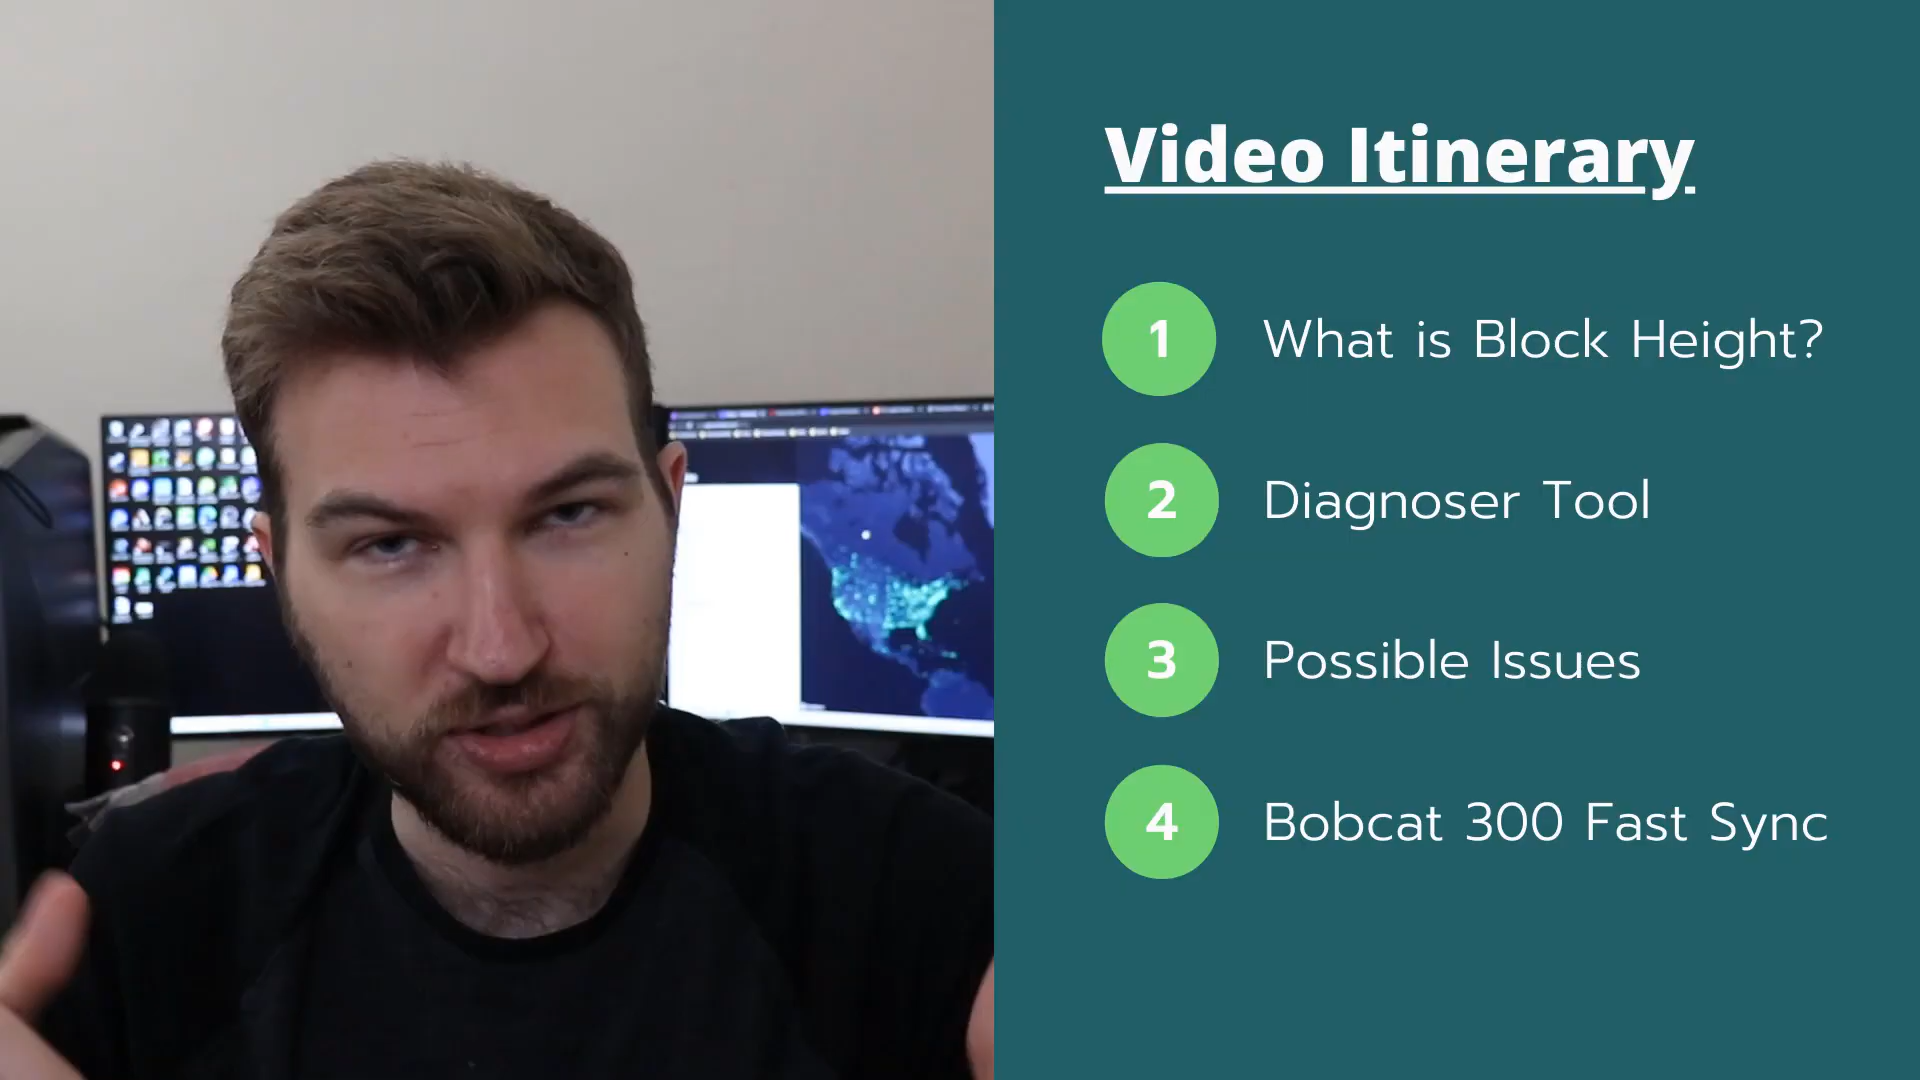 Video Itinerary
1 What is Block Height?
2 Diagnoser Tool
3 Possible Issues
4 Bobcat 300 Fast Sync